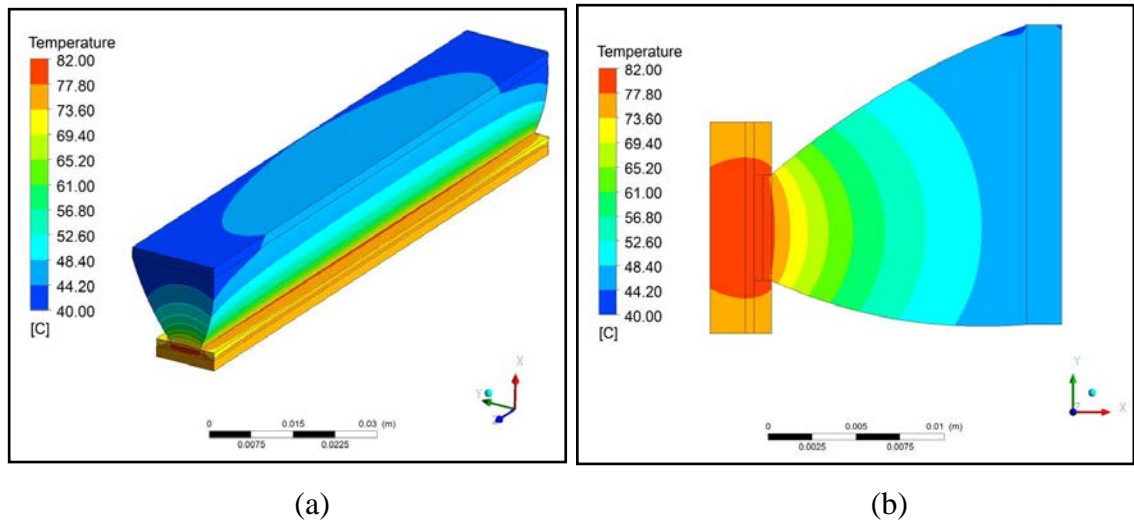 Temperature
82.00
77.80
73.60
69.40
65.20
61.00
56.80
52.60
48.40
44.20
40.00
[C]
X
Y
Z
0 0.015 0.03 (m)
0.0075 0.0225
Temperature
82.00
77.80
73.60
69.40
65.20
61.00
56.80
52.60
48.40
44.20
40.00
[C]
Y
Z
X
0 0.005 0.01 (m)
0.0025 0.0075
(a) (b)